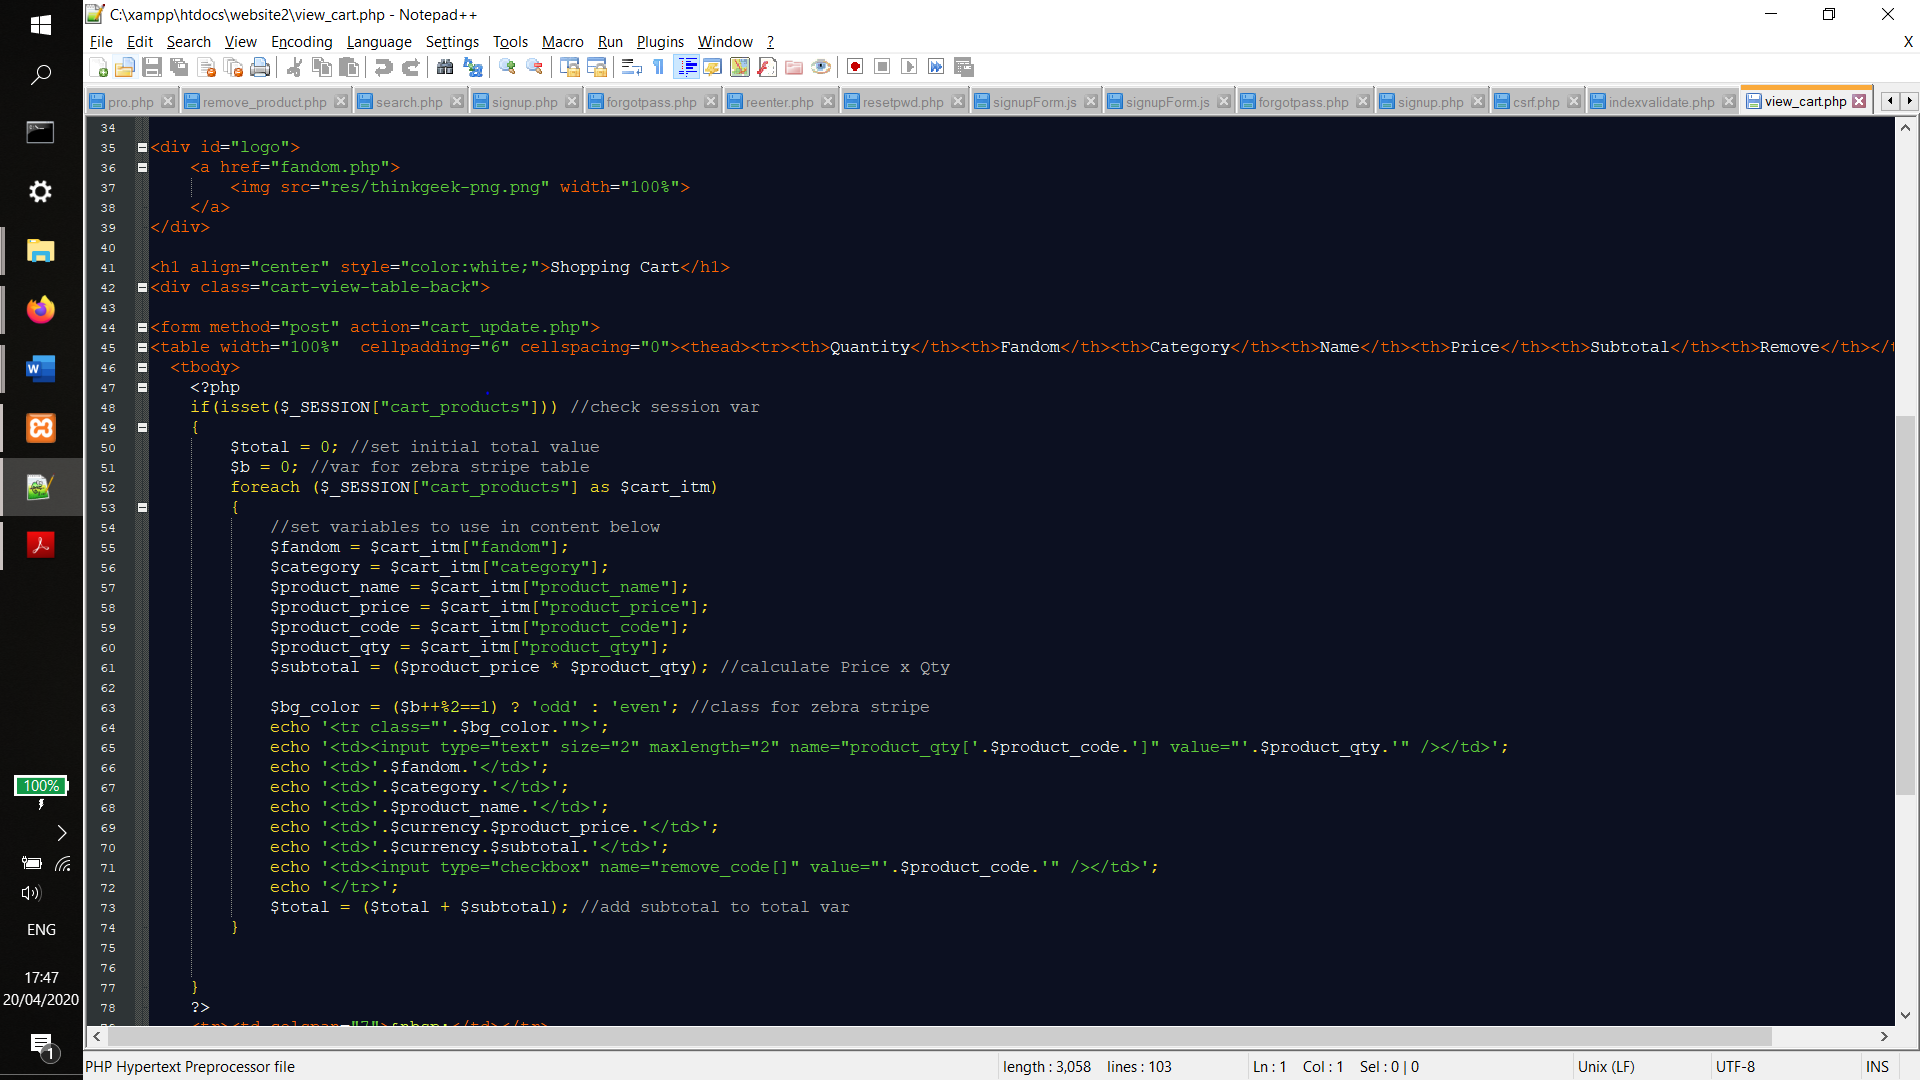 C:\xampp\htdocs\website2\view_cart.php - Notepad++
File Edit Search View Encoding Language Settings Tools Macro Run Plugins Window ? X
pro.php remove_product.php search.php signup.php forgotpass.php reenter.php resetpwd.php signupForm.js signupForm.js forgotpass.php signup.php csrf.php indexvalidate.php view_cart.php
34
35 <div id="logo">
36 <a href="fandom.php">
37 <img src="res/thinkgeek-png.png" width="100%">
38 </a>
39 </div>
40
41 <h1 align="center" style="color:white;">Shopping Cart</h1>
42 <div class="cart-view-table-back">
43
44 <form method="post" action="cart_update.php">
45 <table width="100%"  cellpadding="6" cellspacing="0"><thead><tr><th>Quantity</th><th>Fandom</th><th>Category</th><th>Name</th><th>Price</th><th>Subtotal</th><th>Remove</th></
46 <tbody>
47 <?php
48 if(isset($_SESSION["cart_products"])) //check session var
49 {
50 $total = 0; //set initial total value
51 $b = 0; //var for zebra stripe table
52 foreach ($_SESSION["cart_products"] as $cart_itm)
53 {
54 //set variables to use in content below
55 $fandom = $cart_itm["fandom"];
56 $category = $cart_itm["category"];
57 $product_name = $cart_itm["product_name"];
58 $product_price = $cart_itm["product_price"];
59 $product_code = $cart_itm["product_code"];
60 $product_qty = $cart_itm["product_qty"];
61 $subtotal = ($product_price * $product_qty); //calculate Price x Qty
62
63 $bg_color = ($b++%2==1) ? 'odd' : 'even'; //class for zebra stripe
64 echo '<tr class="'.$bg_color.'">';
65 echo '<td><input type="text" size="2" maxlength="2" name="product_qty['.$product_code.']" value="'.$product_qty.'" /></td>';
66 echo '<td>'.$fandom.'</td>';
67 echo '<td>'.$category.'</td>';
68 echo '<td>'.$product_name.'</td>';
69 echo '<td>'.$currency.$product_price.'</td>';
70 echo '<td>'.$currency.$subtotal.'</td>';
71 echo '<td><input type="checkbox" name="remove_code[]" value="'.$product_code.'" /></td>';
72 echo '</tr>';
73 $total = ($total + $subtotal); //add subtotal to total var
74 }
75
76
77 }
78 ?>
<tr><td colspan="7">&nbsp;</td></tr>
100%
ENG
17:47
20/04/2020
1
PHP Hypertext Preprocessor file length : 3,058 lines : 103 Ln : 1 Col : 1 Sel : 0 | 0 Unix (LF) UTF-8 INS